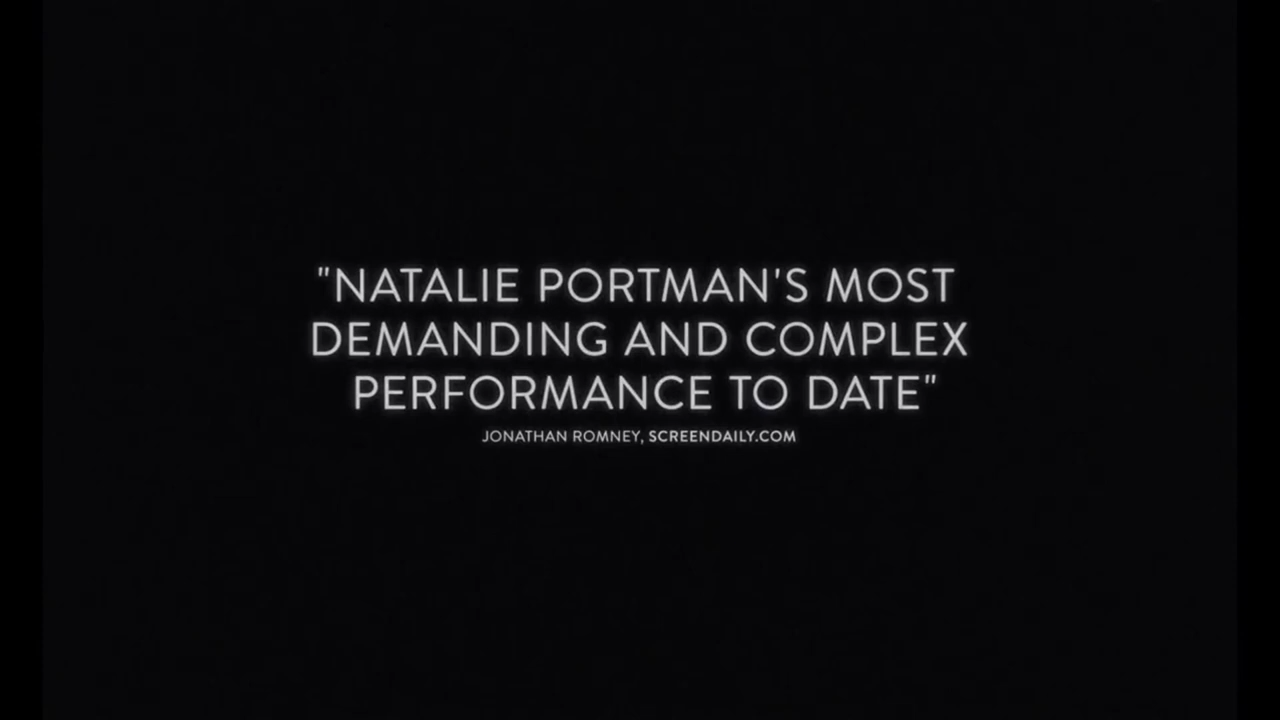 "NATALIE PORTMAN'S MOST
DEMANDING AND COMPLEX
PERFORMANCE TO DATE"
JONATHAN ROMNEY, SCREENDAILY.COM